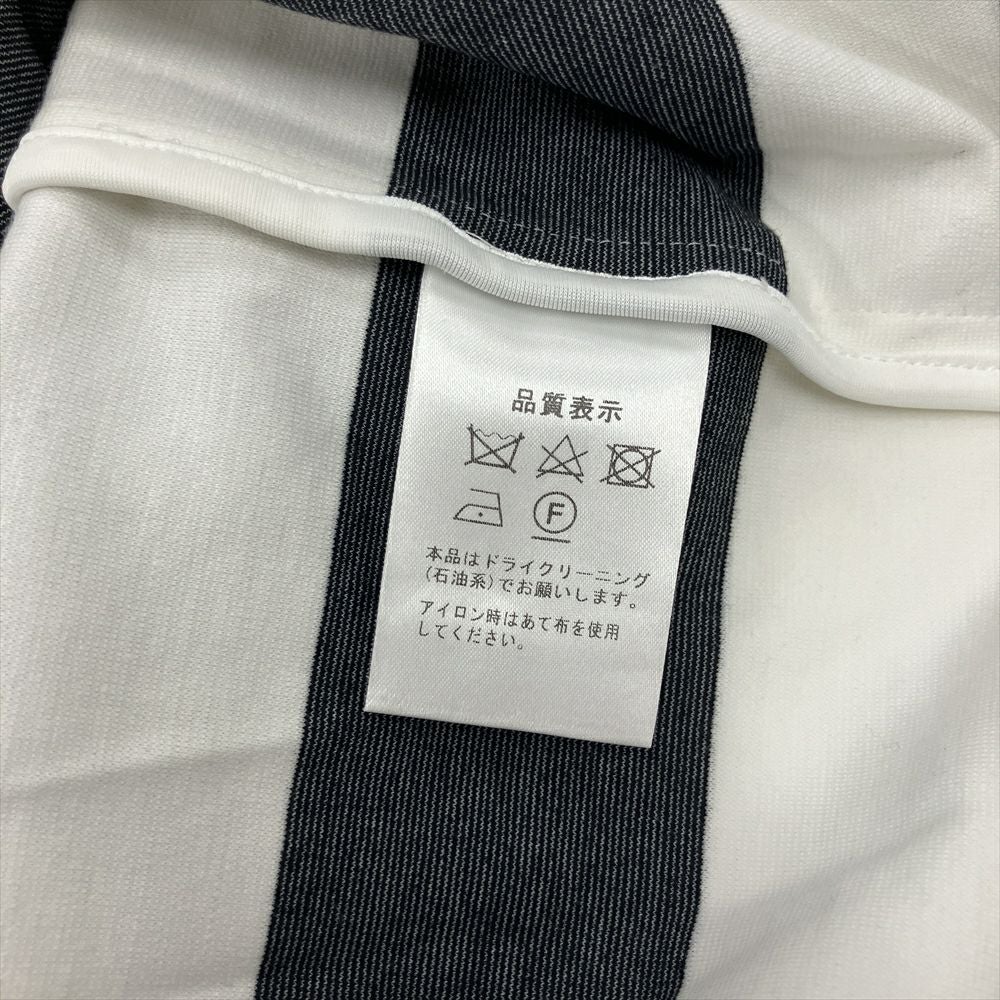 品質表示
F
本品はドライクリーニング
(石油系)でお願いします。
アイロン時はあて布を使用
してください。